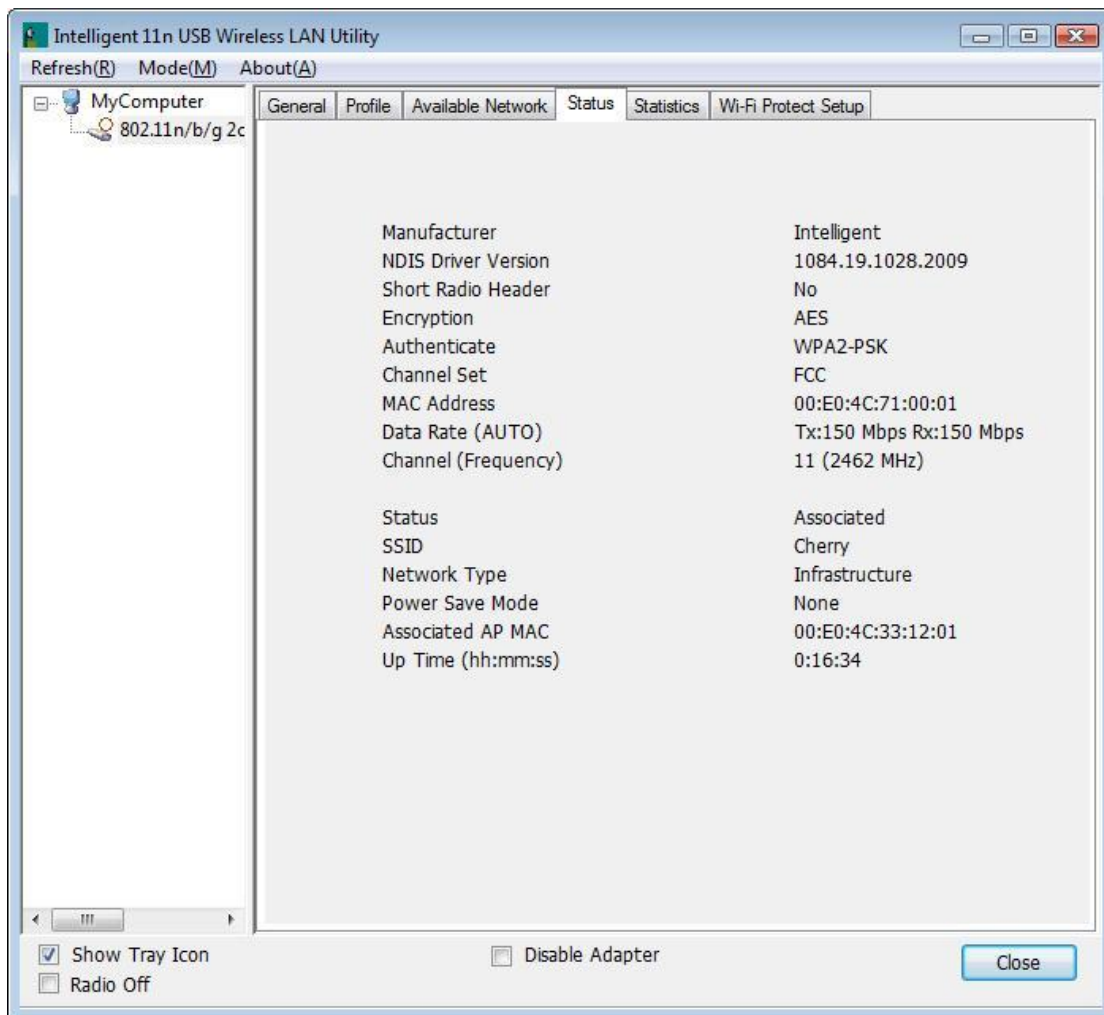 Intelligent 11n USB Wireless LAN Utility
Refresh(R) Mode(M) About(A)
MyComputer
802.11n/b/g 2c
General Profile Available Network Status Statistics Wi-Fi Protect Setup
Manufacturer Intelligent
NDIS Driver Version 1084.19.1028.2009
Short Radio Header No
Encryption AES
Authenticate WPA2-PSK
Channel Set FCC
MAC Address 00:E0:4C:71:00:01
Data Rate (AUTO) Tx:150 Mbps Rx:150 Mbps
Channel (Frequency) 11 (2462 MHz)
Status Associated
SSID Cherry
Network Type Infrastructure
Power Save Mode None
Associated AP MAC 00:E0:4C:33:12:01
Up Time (hh:mm:ss) 0:16:34
Show Tray Icon Disable Adapter Close
Radio Off